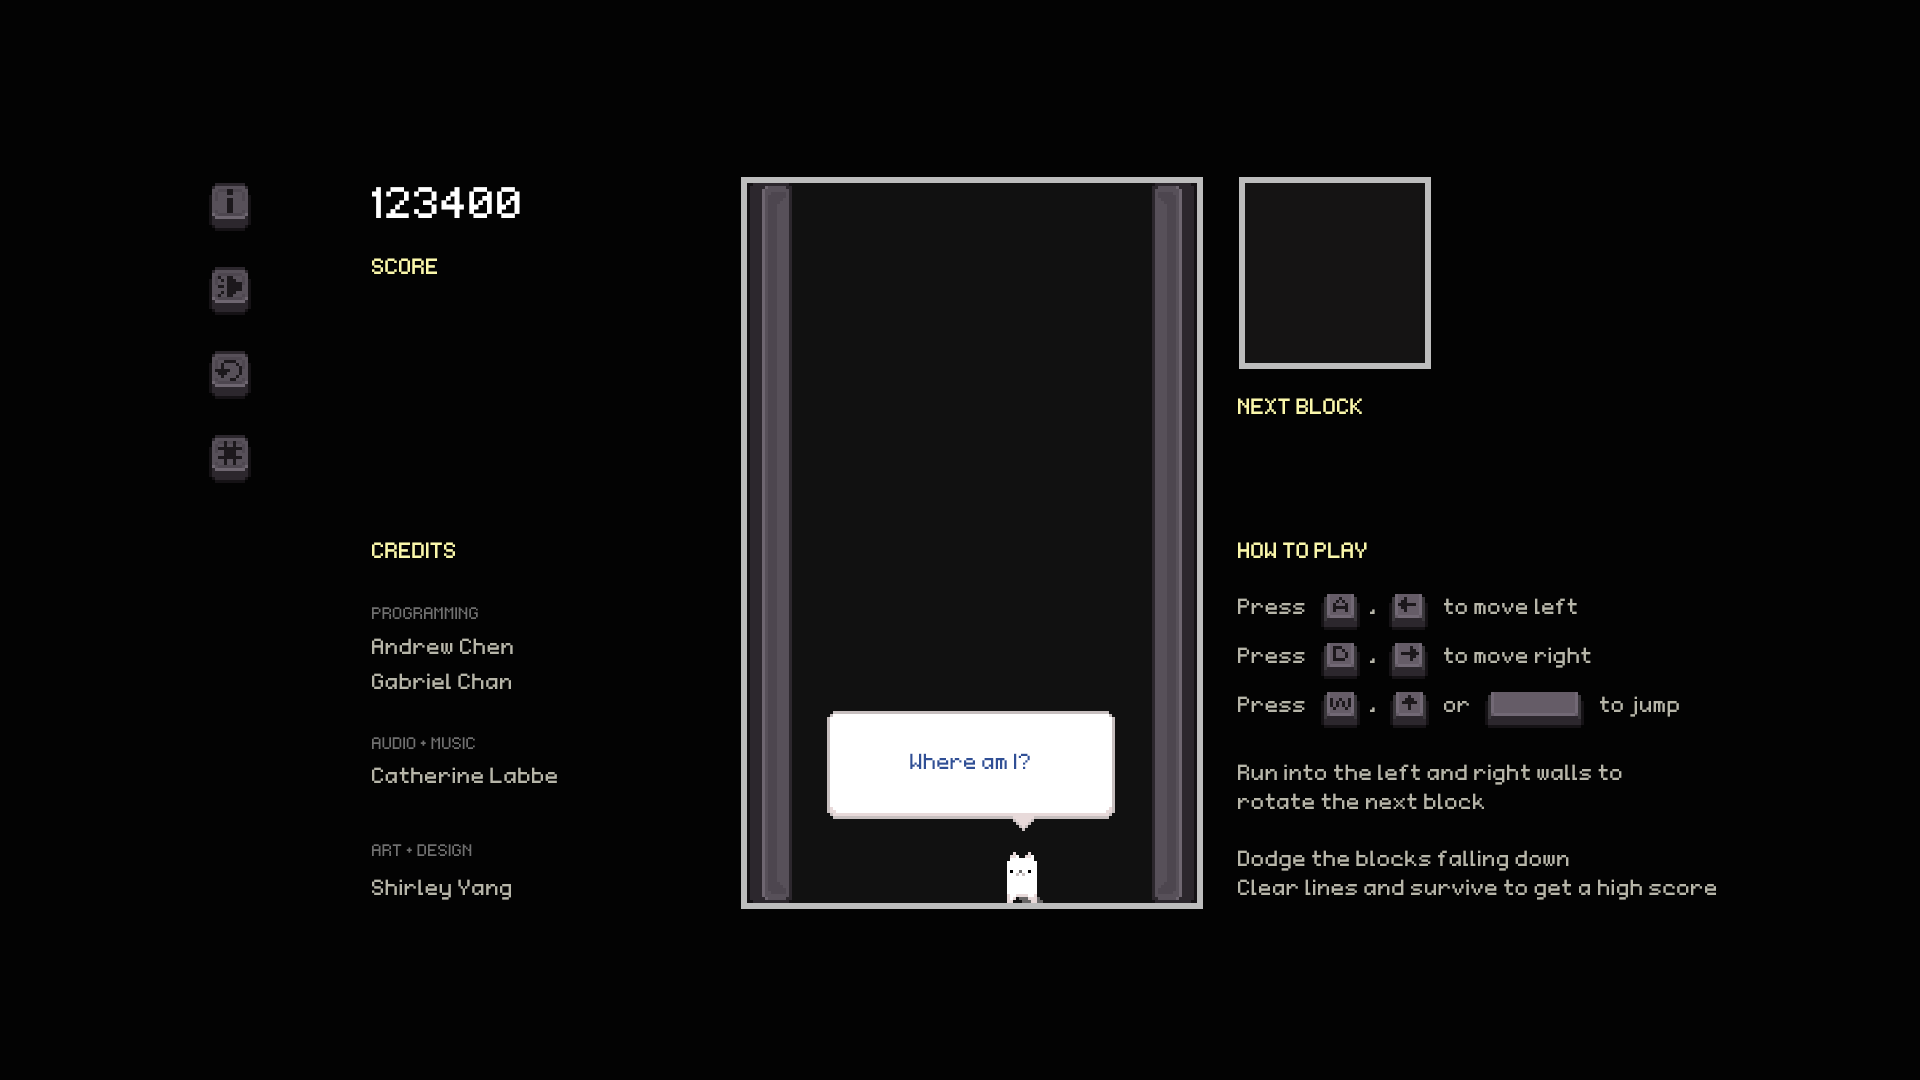 123400
SCORE
CREDITS
PROGRAMMING
Andrew Chen
Gabriel Chan
AUDIO + MUSIC
Catherine Labbe
ART + DESIGN
Shirley Yang
Where am I?
NEXT BLOCK
HOW TO PLAY
Press A , ← to move left
Press D , → to move right
Press W , ↑ or to jump
Run into the left and right walls to
rotate the next block
Dodge the blocks falling down
Clear lines and survive to get a high score